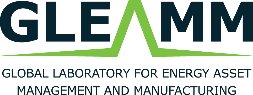 GLEAMM
GLOBAL LABORATORY FOR ENERGY ASSET
MANAGEMENT AND MANUFACTURING